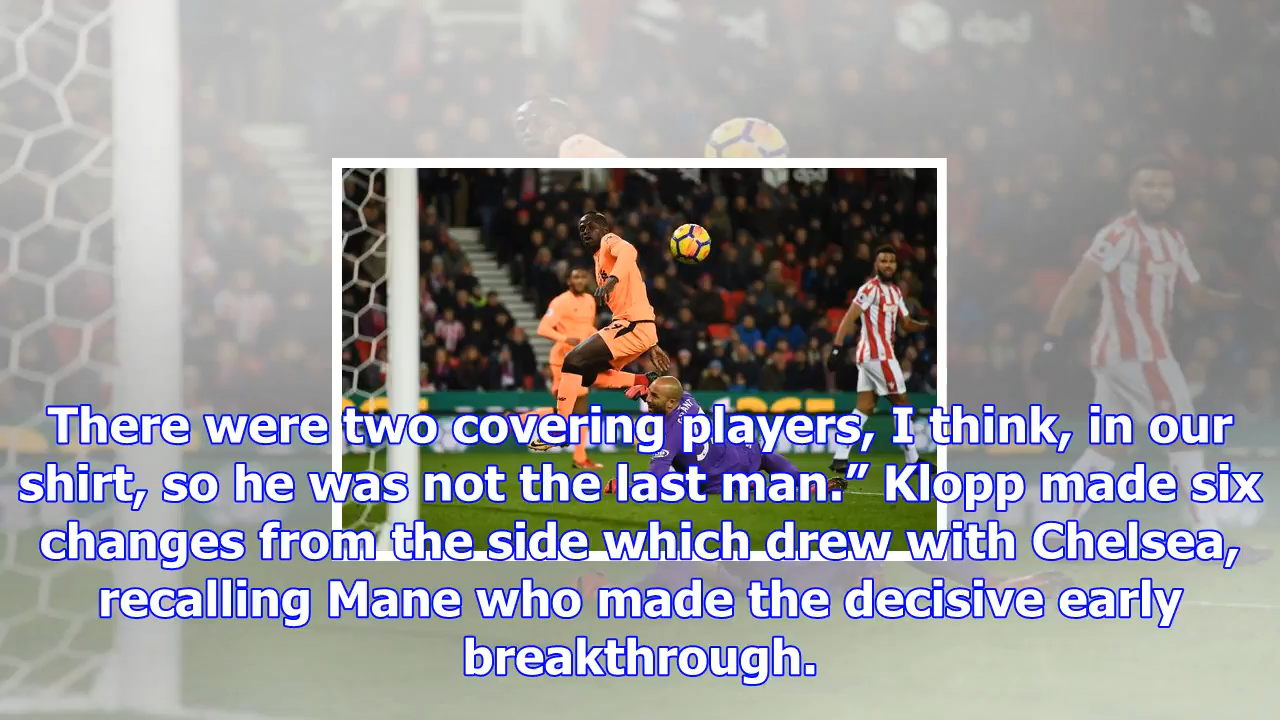 There were two covering players, I think, in our
shirt, so he was not the last man.” Klopp made six
changes from the side which drew with Chelsea,
recalling Mane who made the decisive early
breakthrough.